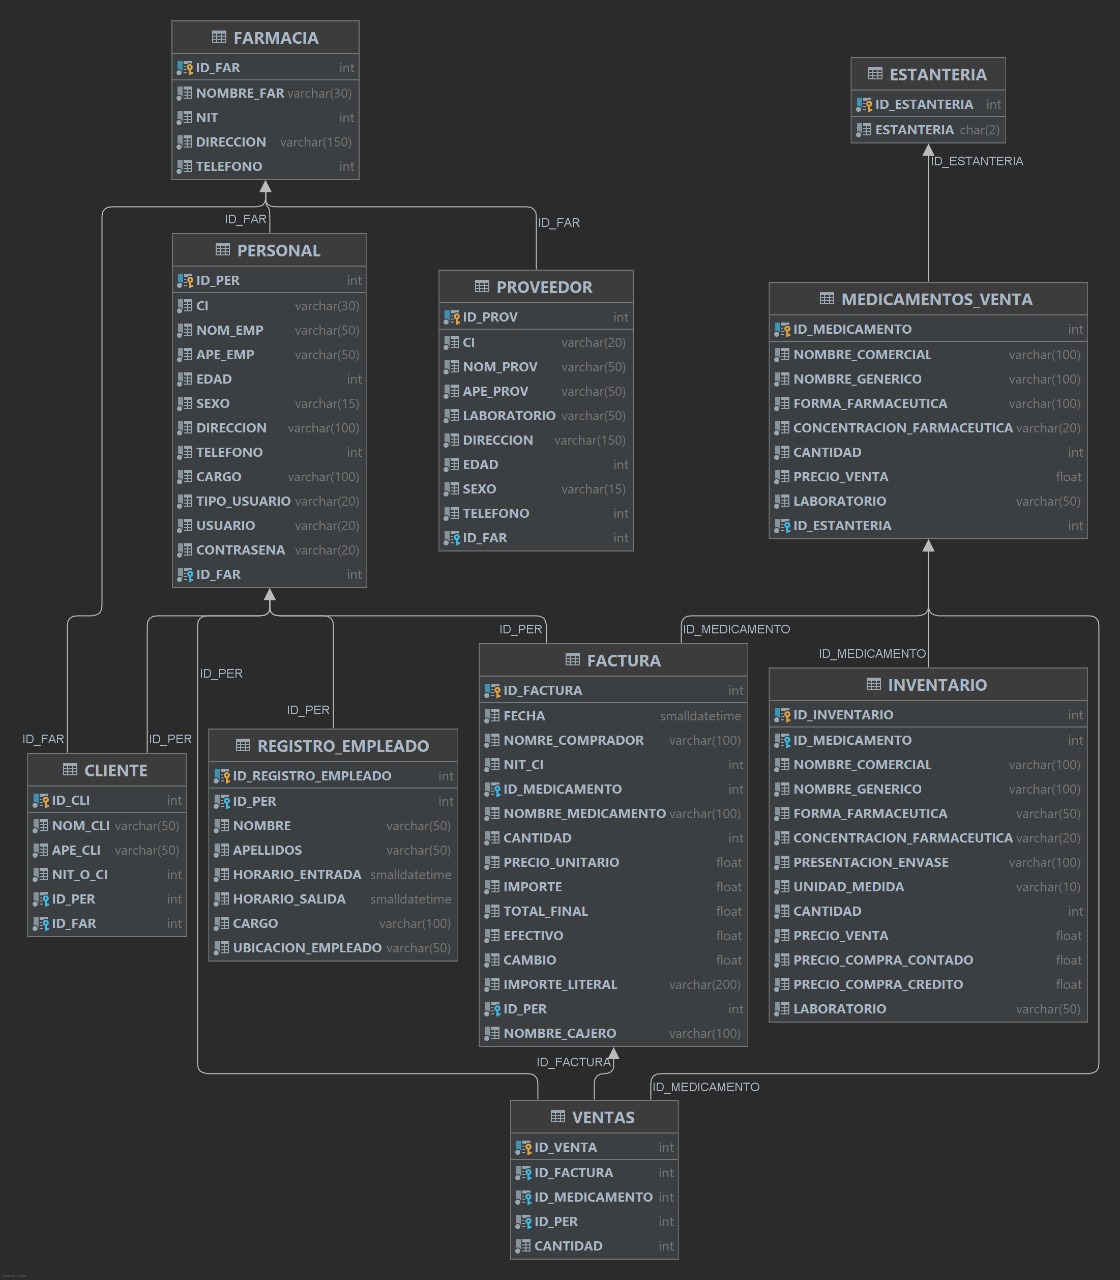 FARMACIA
ID_FAR int
NOMBRE_FAR varchar(30)
NIT int
DIRECCION varchar(150)
TELEFONO int
ESTANTERIA
ID_ESTANTERIA int
ESTANTERIA char(2)
ID_ESTANTERIA
ID_FAR
ID_FAR
PERSONAL
ID_PER int
CI varchar(30)
NOM_EMP varchar(50)
APE_EMP varchar(50)
EDAD int
SEXO varchar(15)
DIRECCION varchar(100)
TELEFONO int
CARGO varchar(100)
TIPO_USUARIO varchar(20)
USUARIO varchar(20)
CONTRASENA varchar(20)
ID_FAR int
PROVEEDOR
ID_PROV int
CI varchar(20)
NOM_PROV varchar(50)
APE_PROV varchar(50)
LABORATORIO varchar(50)
DIRECCION varchar(150)
EDAD int
SEXO varchar(15)
TELEFONO int
ID_FAR int
MEDICAMENTOS_VENTA
ID_MEDICAMENTO int
NOMBRE_COMERCIAL varchar(100)
NOMBRE_GENERICO varchar(100)
FORMA_FARMACEUTICA varchar(100)
CONCENTRACION_FARMACEUTICA varchar(20)
CANTIDAD int
PRECIO_VENTA float
LABORATORIO varchar(50)
ID_ESTANTERIA int
ID_PER
ID_MEDICAMENTO
ID_MEDICAMENTO
ID_PER
ID_PER
ID_FAR
ID_PER
CLIENTE
ID_CLI int
NOM_CLI varchar(50)
APE_CLI varchar(50)
NIT_O_CI int
ID_PER int
ID_FAR int
REGISTRO_EMPLEADO
ID_REGISTRO_EMPLEADO int
ID_PER int
NOMBRE varchar(50)
APELLIDOS varchar(50)
HORARIO_ENTRADA smalldatetime
HORARIO_SALIDA smalldatetime
CARGO varchar(100)
UBICACION_EMPLEADO varchar(50)
FACTURA
ID_FACTURA int
FECHA smalldatetime
NOMRE_COMPRADOR varchar(100)
NIT_CI int
ID_MEDICAMENTO int
NOMBRE_MEDICAMENTO varchar(100)
CANTIDAD int
PRECIO_UNITARIO float
IMPORTE float
TOTAL_FINAL float
EFECTIVO float
CAMBIO float
IMPORTE_LITERAL varchar(200)
ID_PER int
NOMBRE_CAJERO varchar(100)
INVENTARIO
ID_INVENTARIO int
ID_MEDICAMENTO int
NOMBRE_COMERCIAL varchar(100)
NOMBRE_GENERICO varchar(100)
FORMA_FARMACEUTICA varchar(50)
CONCENTRACION_FARMACEUTICA varchar(20)
PRESENTACION_ENVASE varchar(100)
UNIDAD_MEDIDA varchar(10)
CANTIDAD int
PRECIO_VENTA float
PRECIO_COMPRA_CONTADO float
PRECIO_COMPRA_CREDITO float
LABORATORIO varchar(50)
ID_FACTURA
ID_MEDICAMENTO
VENTAS
ID_VENTA int
ID_FACTURA int
ID_MEDICAMENTO int
ID_PER int
CANTIDAD int